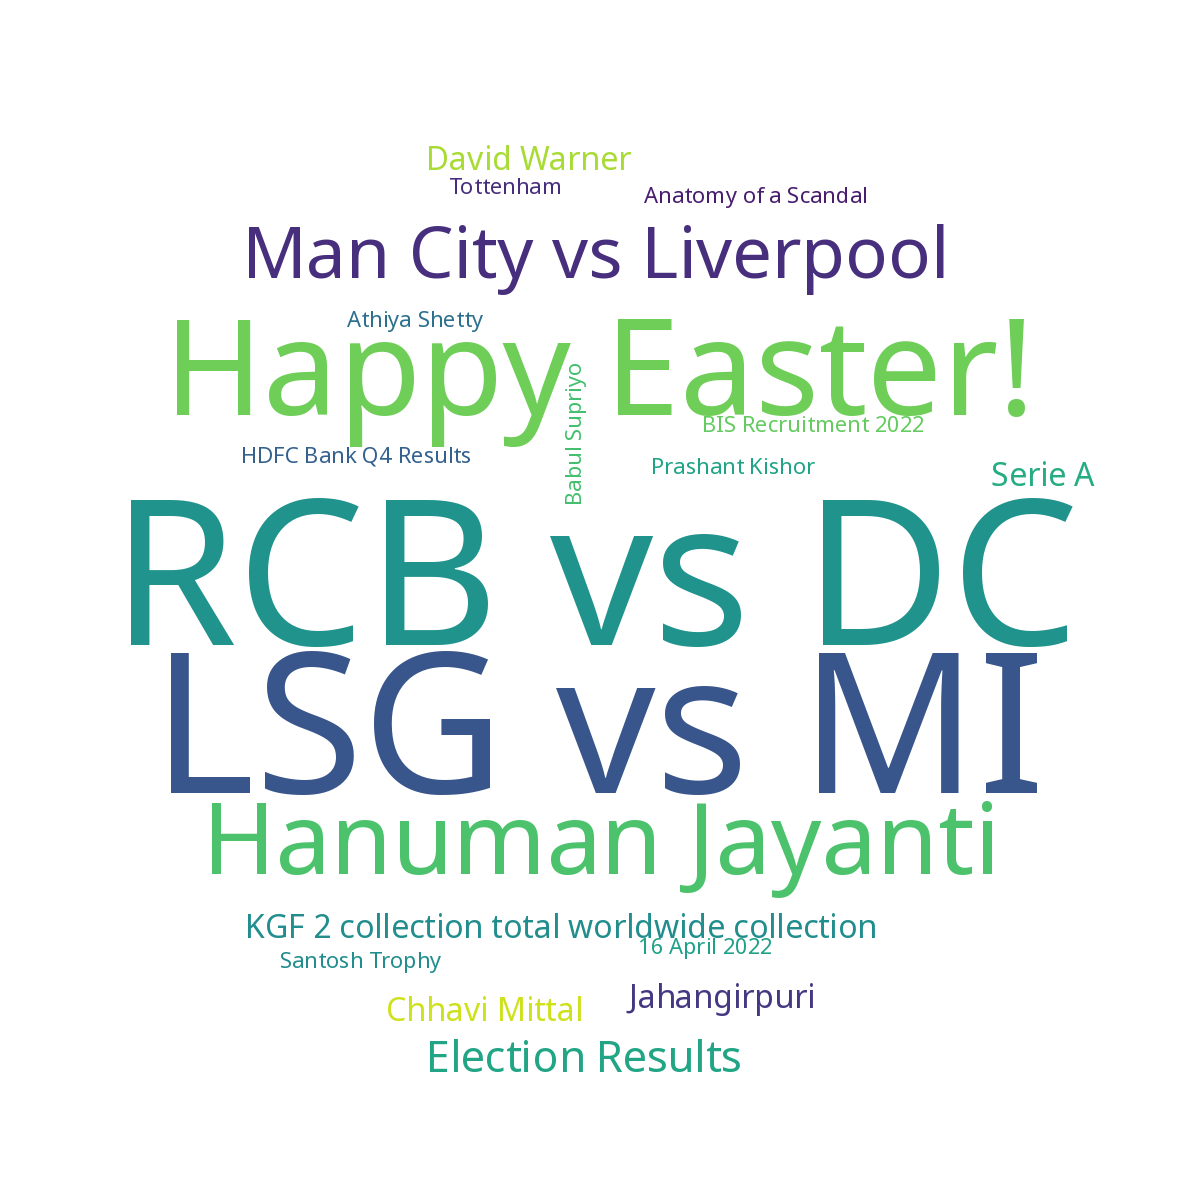 David Warner
Tottenham
Anatomy of a Scandal
Man City vs Liverpool
Athiya Shetty
Happy Easter!
Babul Supriyo
BIS Recruitment 2022
HDFC Bank Q4 Results
Prashant Kishor
Serie A
RCB vs DC
LSG vs MI
Hanuman Jayanti
KGF 2 collection total worldwide collection
16 April 2022
Santosh Trophy
Jahangirpuri
Chhavi Mittal
Election Results